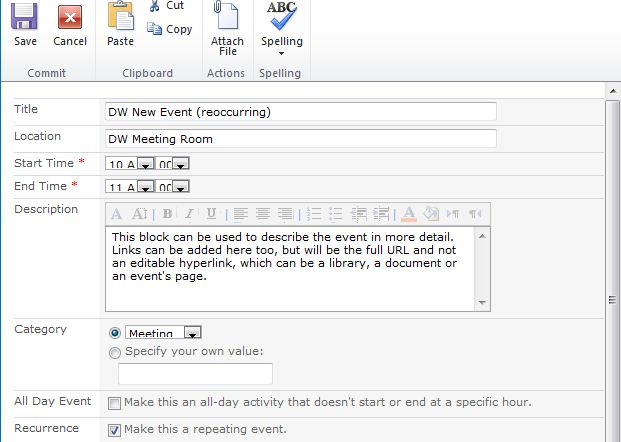 Cut
Copy
ABC
Save
Cancel
Paste
Attach File
Spelling
Commit
Clipboard
Actions
Spelling
Title
DW New Event (reoccurring)
Location
DW Meeting Room
Start Time *
10 A
00
End Time *
11 A
00
Description
A A B I U A
This block can be used to describe the event in more detail.
Links can be added here too, but will be the full URL and not
an editable hyperlink, which can be a library, a document or
an event's page.
Category
Meeting
Specify your own value:
All Day Event
Make this an all-day activity that doesn't start or end at a specific hour.
Recurrence
Make this a repeating event.